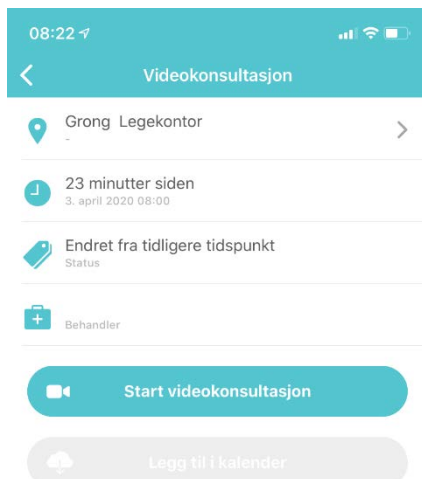 08:22
Videokonsultasjon
Grong Legekontor
-
23 minutter siden
3. april 2020 08:00
Endret fra tidligere tidspunkt
Status
Behandler
Start videokonsultasjon
Legg til i kalender